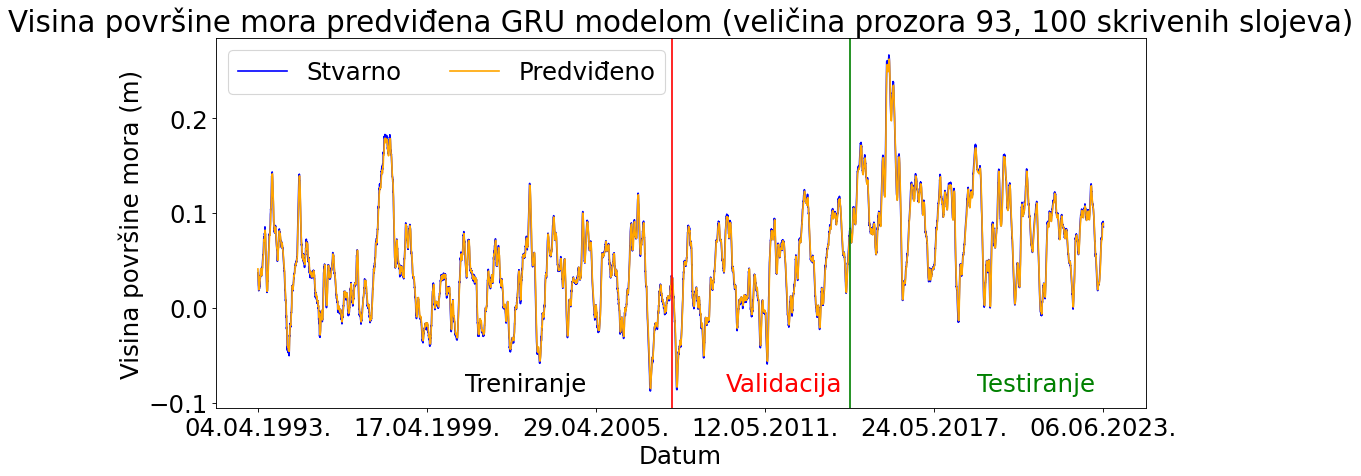 Visina površine mora predviđena GRU modelom (veličina prozora 93, 100 skrivenih slojeva)
Stvarno
Predviđeno
Visina površine mora (m)
0.2
0.1
0.0
−0.1
Treniranje
Validacija
Testiranje
04.04.1993.
17.04.1999.
29.04.2005.
12.05.2011.
24.05.2017.
06.06.2023.
Datum